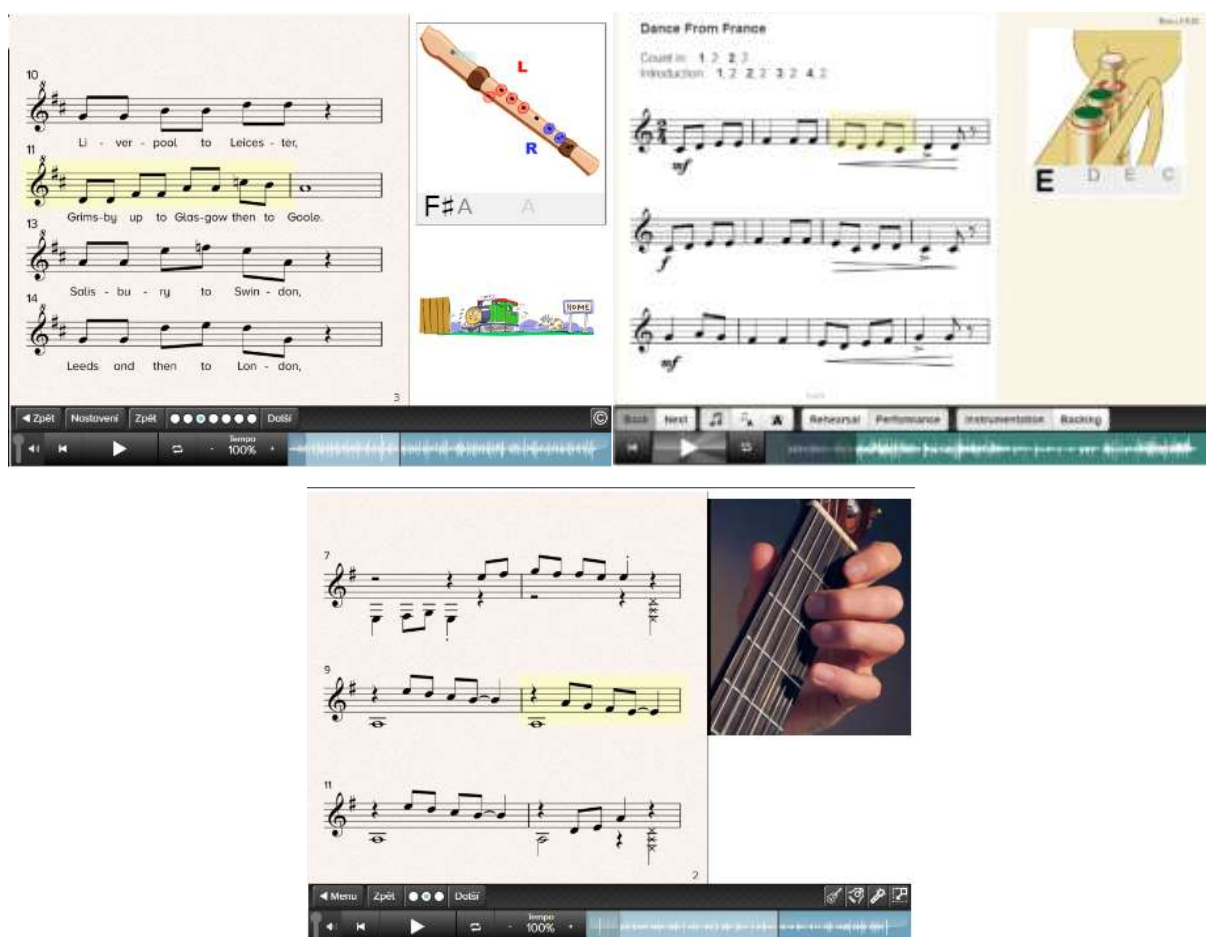 10
Li - ver - pool to Leices - ter,
11
Grims-by up to Glas-gow then to Goole.
13
Salis - bu - ry to Swin - don,
14
Leeds and then to Lon - don,
3
L
R
F#A A
HOME
◀ Zpět Nastavení Zpět Další ©
Tempo
- 100% +
Dance From France
Count in: 1 2 2 2
Introduction: 1 2 2 2 3 2 4 2
2
4
mf
f
mf
E D E C
Back Next A Rehearsal Performance Instrumentation Backing
7
9
11
2
◀ Menu Zpět Další
Tempo
- 100% +